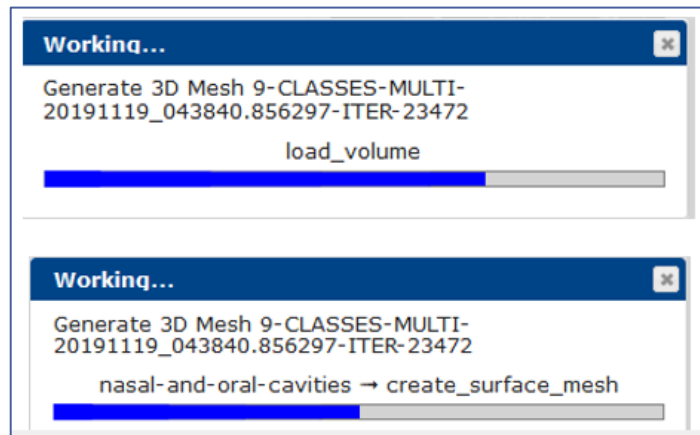 Working...
Generate 3D Mesh 9-CLASSES-MULTI-
20191119_043840.856297-ITER-23472
load_volume
Working...
Generate 3D Mesh 9-CLASSES-MULTI-
20191119_043840.856297-ITER-23472
nasal-and-oral-cavities → create_surface_mesh